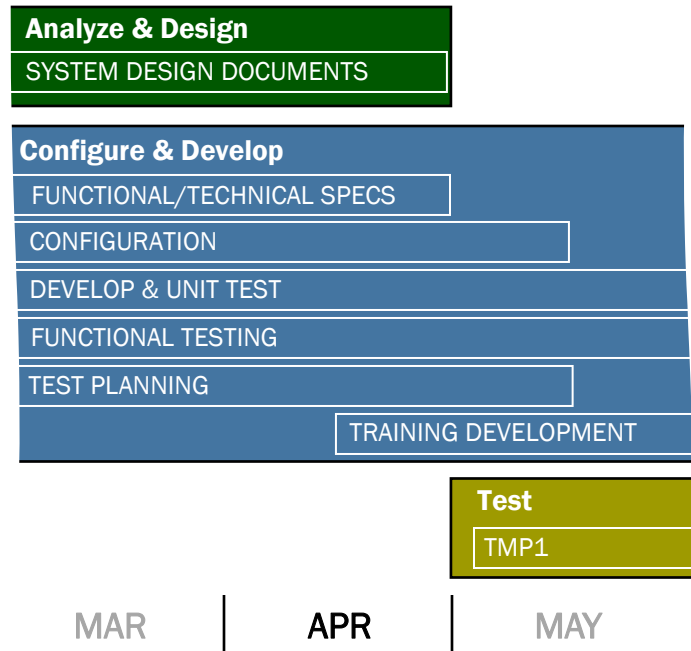 Analyze & Design
SYSTEM DESIGN DOCUMENTS
Configure & Develop
FUNCTIONAL/TECHNICAL SPECS
CONFIGURATION
DEVELOP & UNIT TEST
FUNCTIONAL TESTING
TEST PLANNING
TRAINING DEVELOPMENT
Test
TMP1
MAR APR MAY